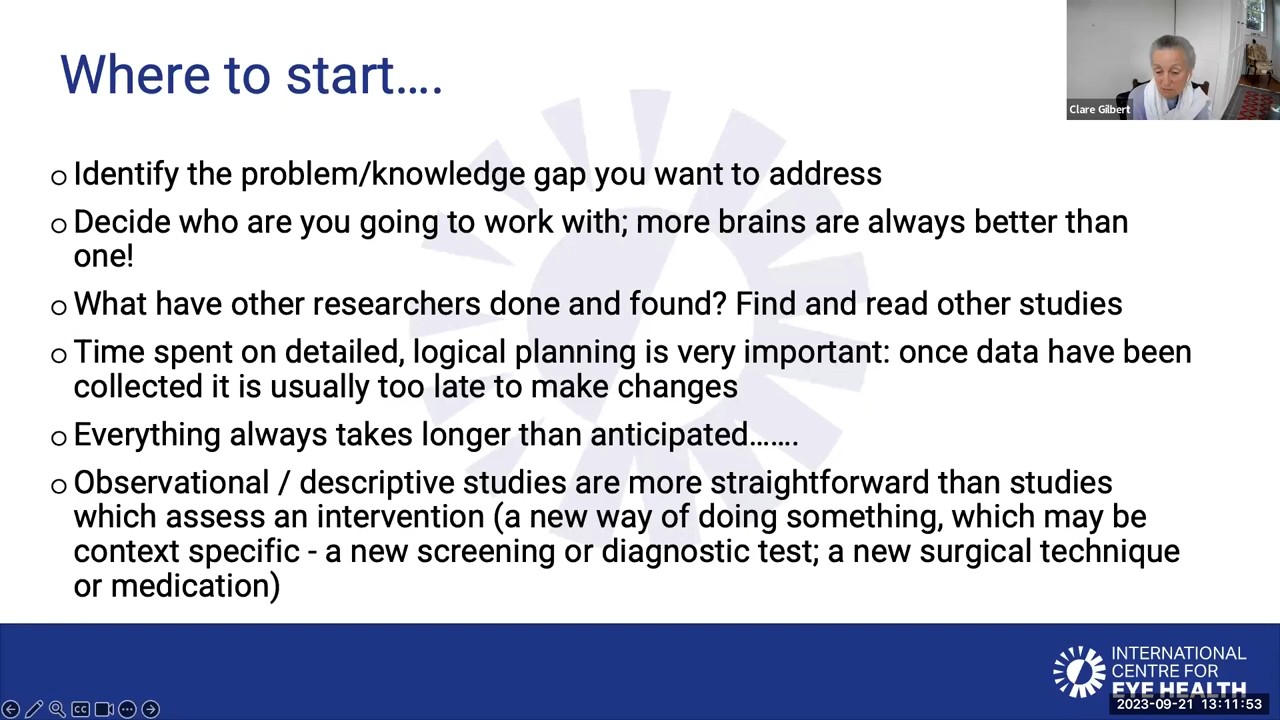 Where to start....
Clare Gilbert
o Identify the problem/knowledge gap you want to address
o Decide who are you going to work with; more brains are always better than
one!
o What have other researchers done and found? Find and read other studies
o Time spent on detailed, logical planning is very important: once data have been
collected it is usually too late to make changes
o Everything always takes longer than anticipated.......
o Observational / descriptive studies are more straightforward than studies
which assess an intervention (a new way of doing something, which may be
context specific - a new screening or diagnostic test; a new surgical technique
or medication)
INTERNATIONAL
CENTRE FOR
EYE HEALTH
CC
2023-09-21 13:11:53